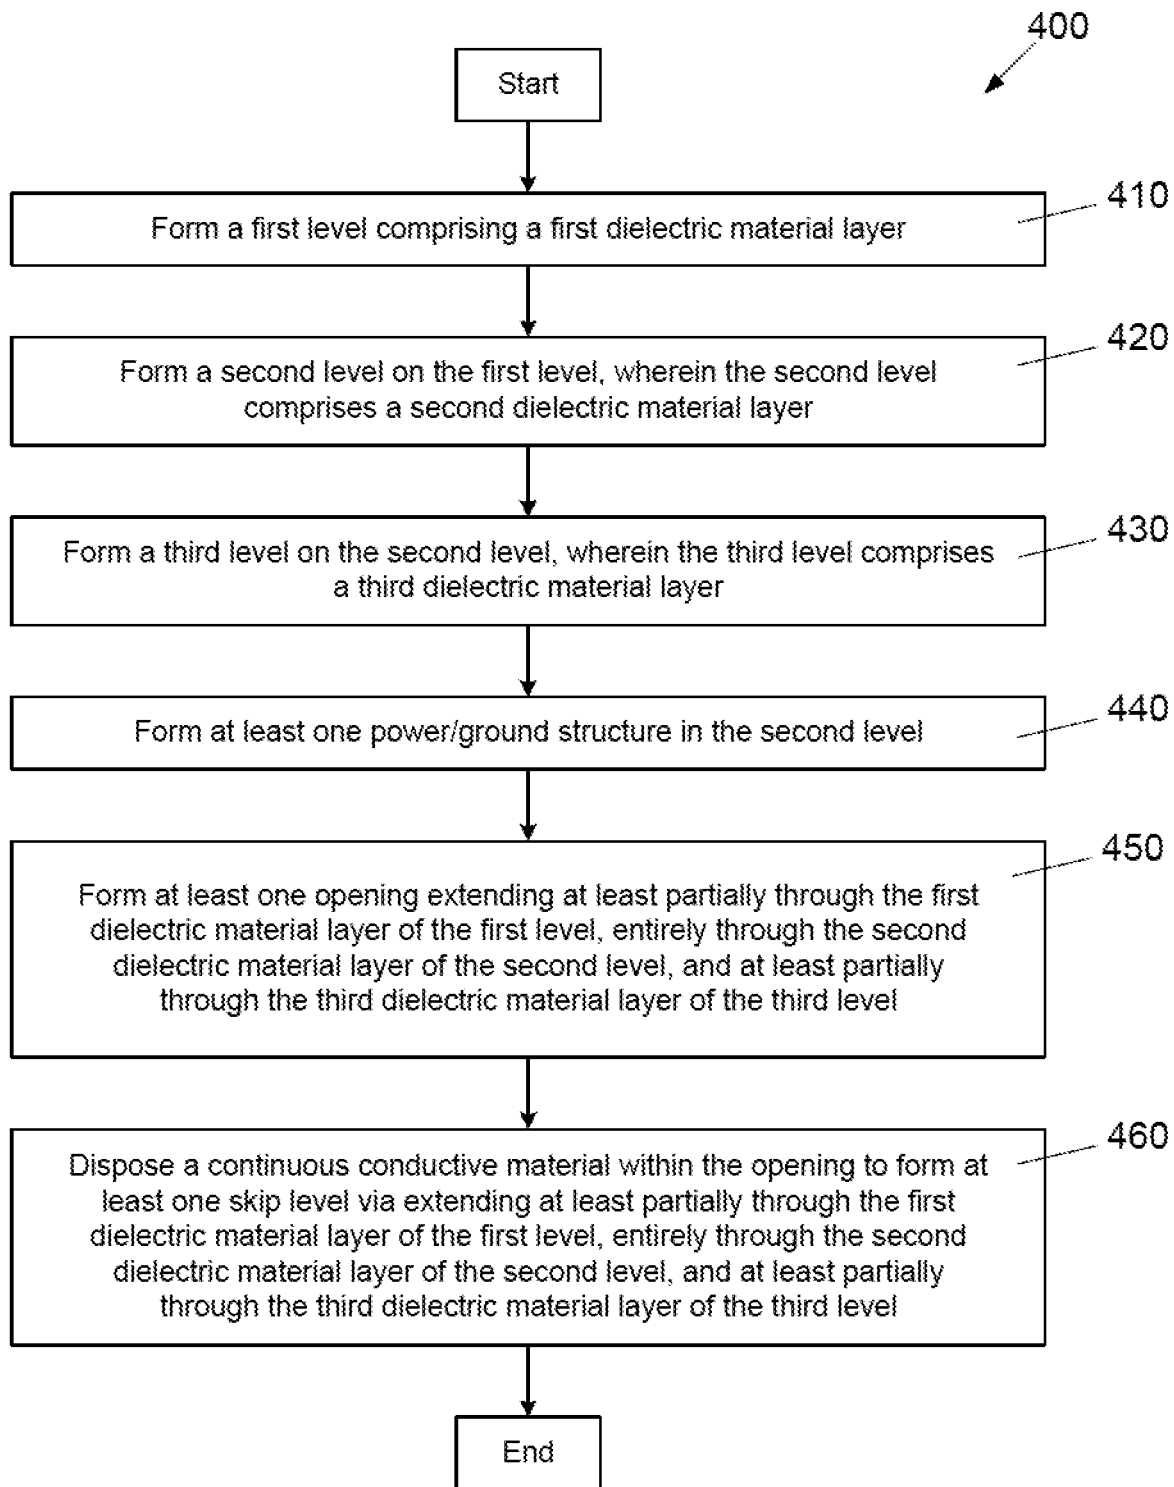 400
Start
410
Form a first level comprising a first dielectric material layer
420
Form a second level on the first level, wherein the second level
comprises a second dielectric material layer
430
Form a third level on the second level, wherein the third level comprises
a third dielectric material layer
440
Form at least one power/ground structure in the second level
450
Form at least one opening extending at least partially through the first
dielectric material layer of the first level, entirely through the second
dielectric material layer of the second level, and at least partially
through the third dielectric material layer of the third level
460
Dispose a continuous conductive material within the opening to form at
least one skip level via extending at least partially through the first
dielectric material layer of the first level, entirely through the second
dielectric material layer of the second level, and at least partially
through the third dielectric material layer of the third level
End